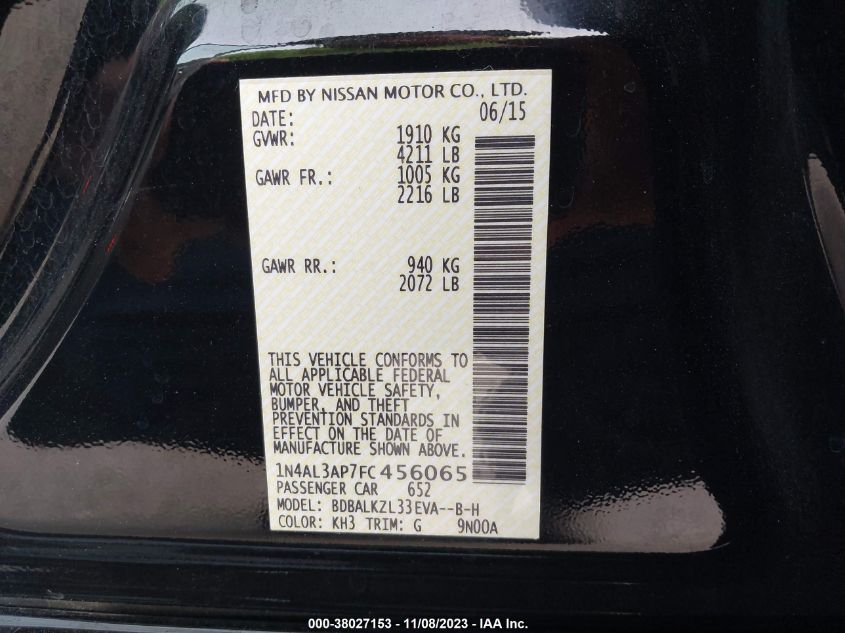 MFD BY NISSAN MOTOR CO., LTD.
DATE: 06/15
GVWR: 1910 KG
4211 LB
GAWR FR.: 1005 KG
2216 LB
GAWR RR.: 940 KG
2072 LB
THIS VEHICLE CONFORMS TO
ALL APPLICABLE FEDERAL
MOTOR VEHICLE SAFETY,
BUMPER, AND THEFT
PREVENTION STANDARDS IN
EFFECT ON THE DATE OF
MANUFACTURE SHOWN ABOVE.
1N4AL3AP7FC456065
PASSENGER CAR 652
MODEL: BDBALKZL33EVA--B-H
COLOR: KH3 TRIM: G 9N00A
000-38027153 - 11/08/2023 - IAA Inc.